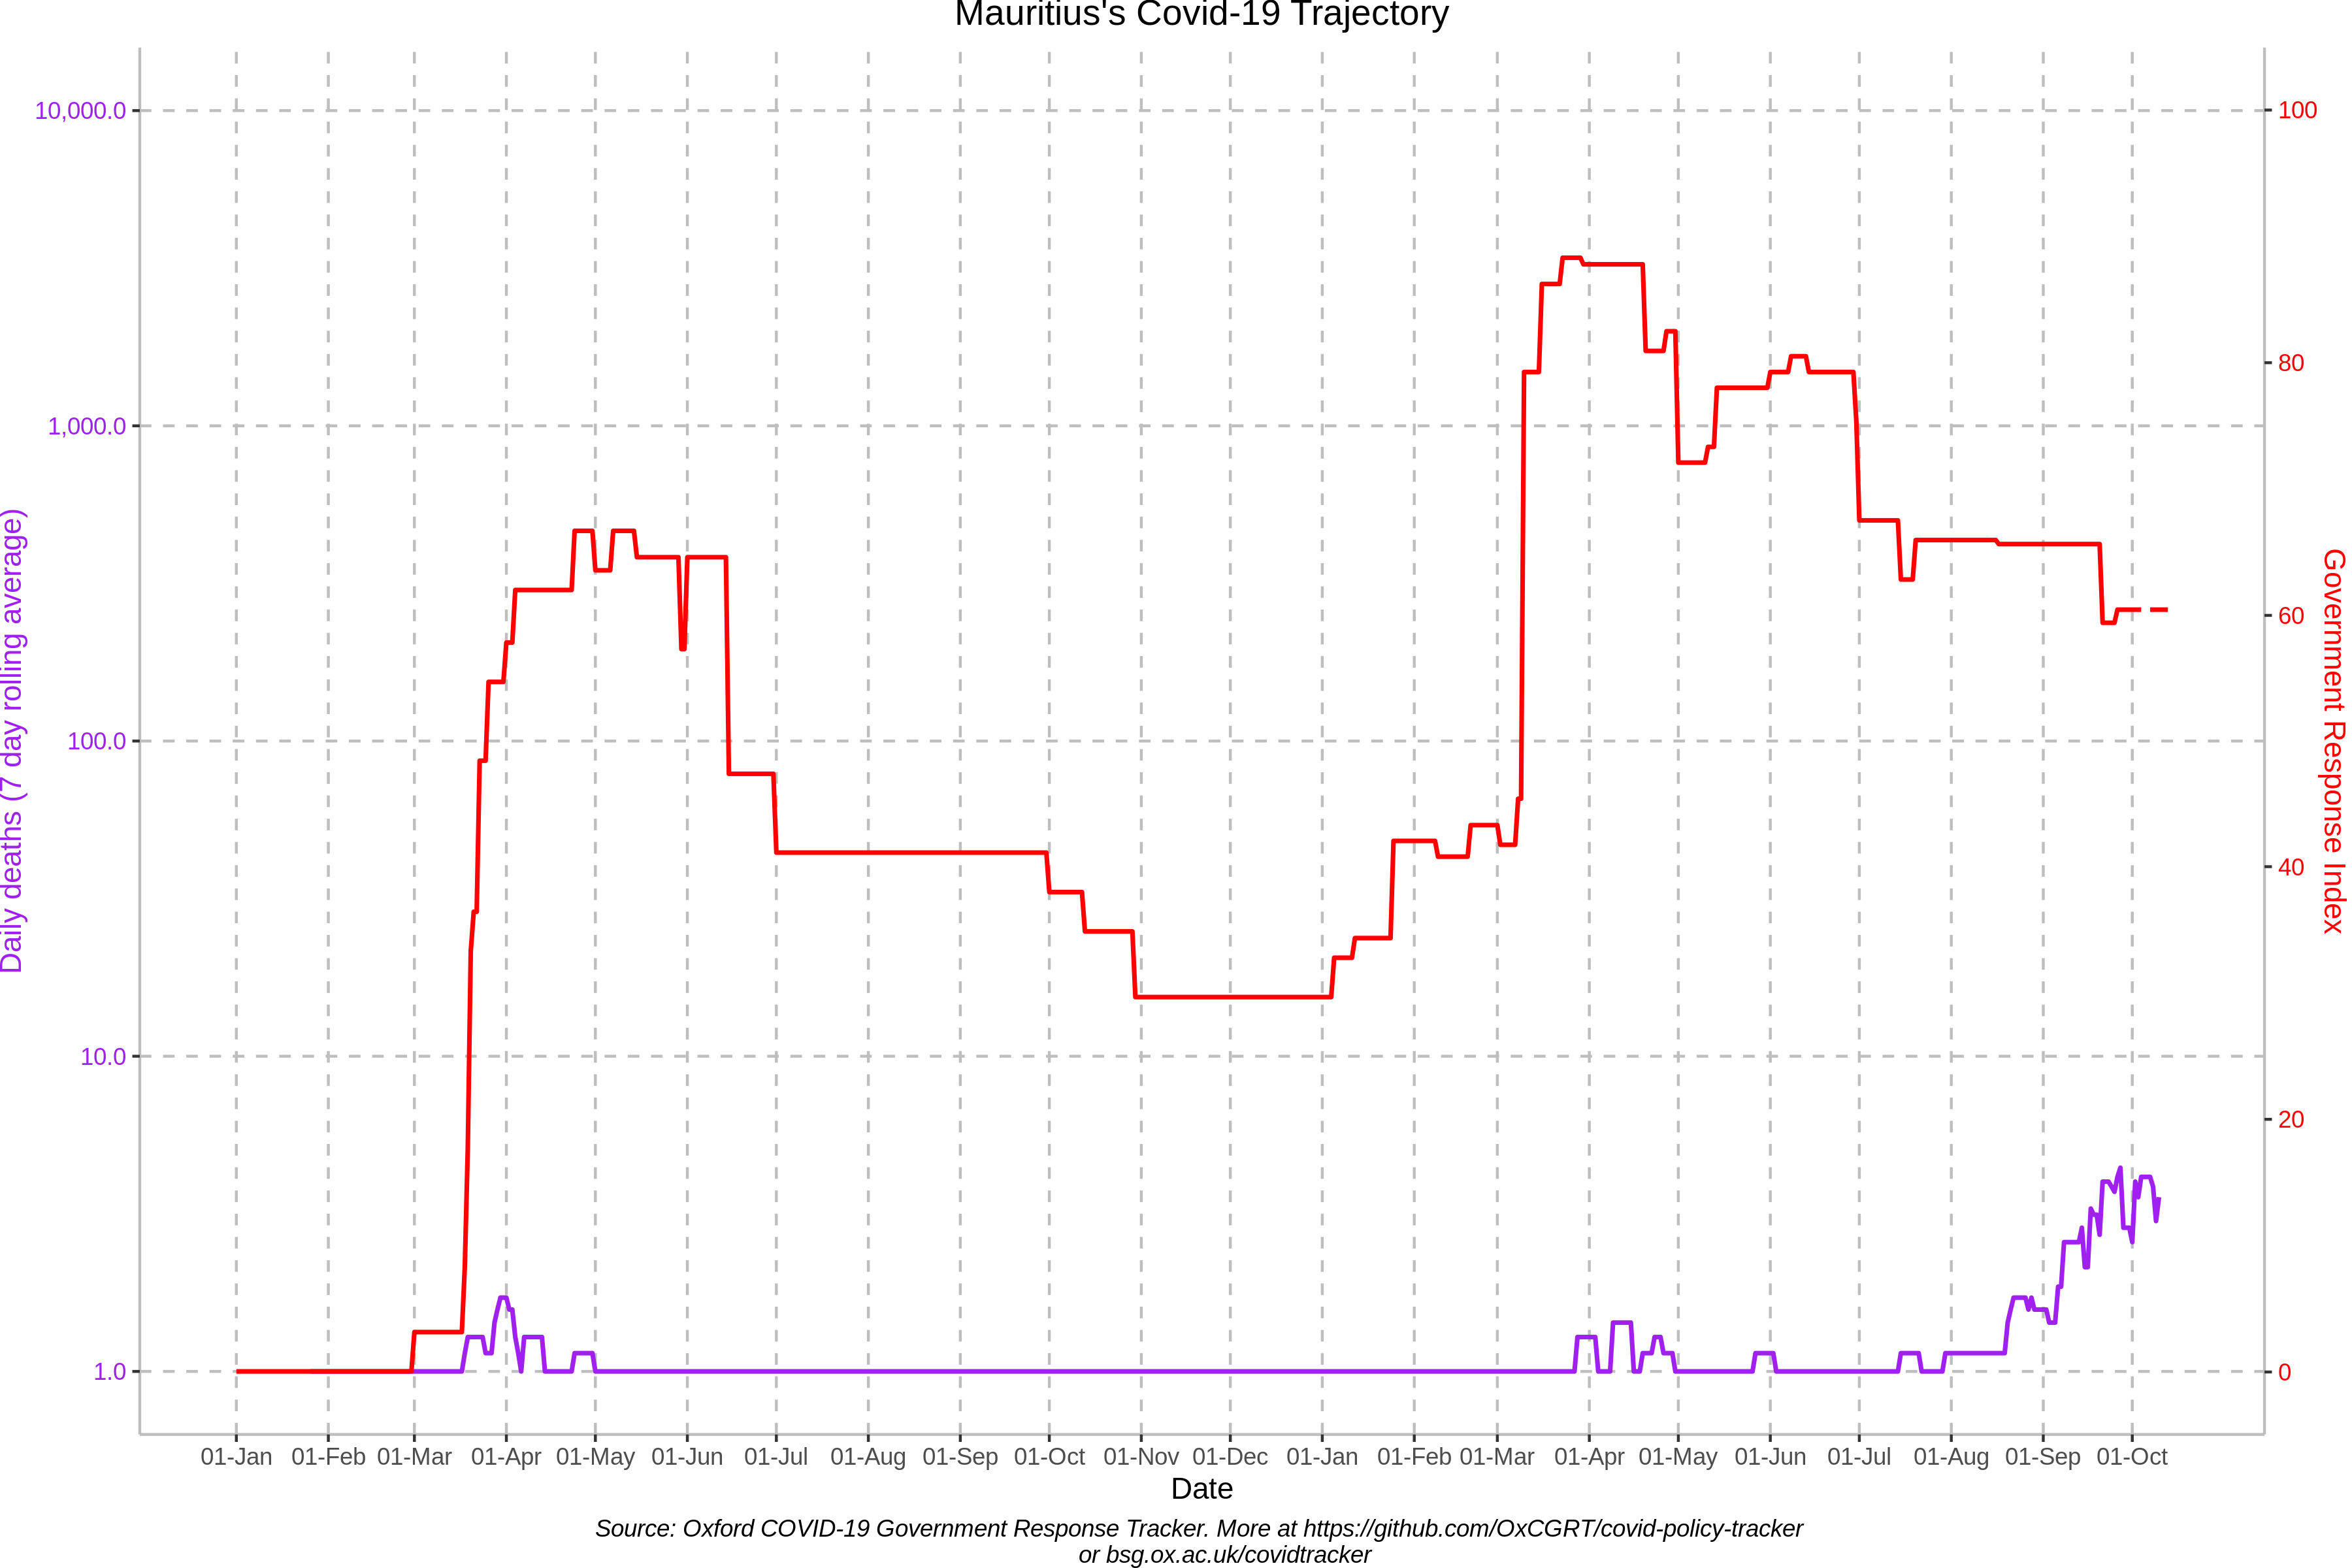 Mauritius's Covid-19 Trajectory
10,000.0
1,000.0
100.0
10.0
1.0
Daily deaths (7 day rolling average)
100
80
60
40
20
0
Government Response Index
01-Jan 01-Feb 01-Mar 01-Apr 01-May 01-Jun 01-Jul 01-Aug 01-Sep 01-Oct 01-Nov 01-Dec 01-Jan 01-Feb 01-Mar 01-Apr 01-May 01-Jun 01-Jul 01-Aug 01-Sep 01-Oct
Date
Source: Oxford COVID-19 Government Response Tracker. More at https://github.com/OxCGRT/covid-policy-tracker
or bsg.ox.ac.uk/covidtracker